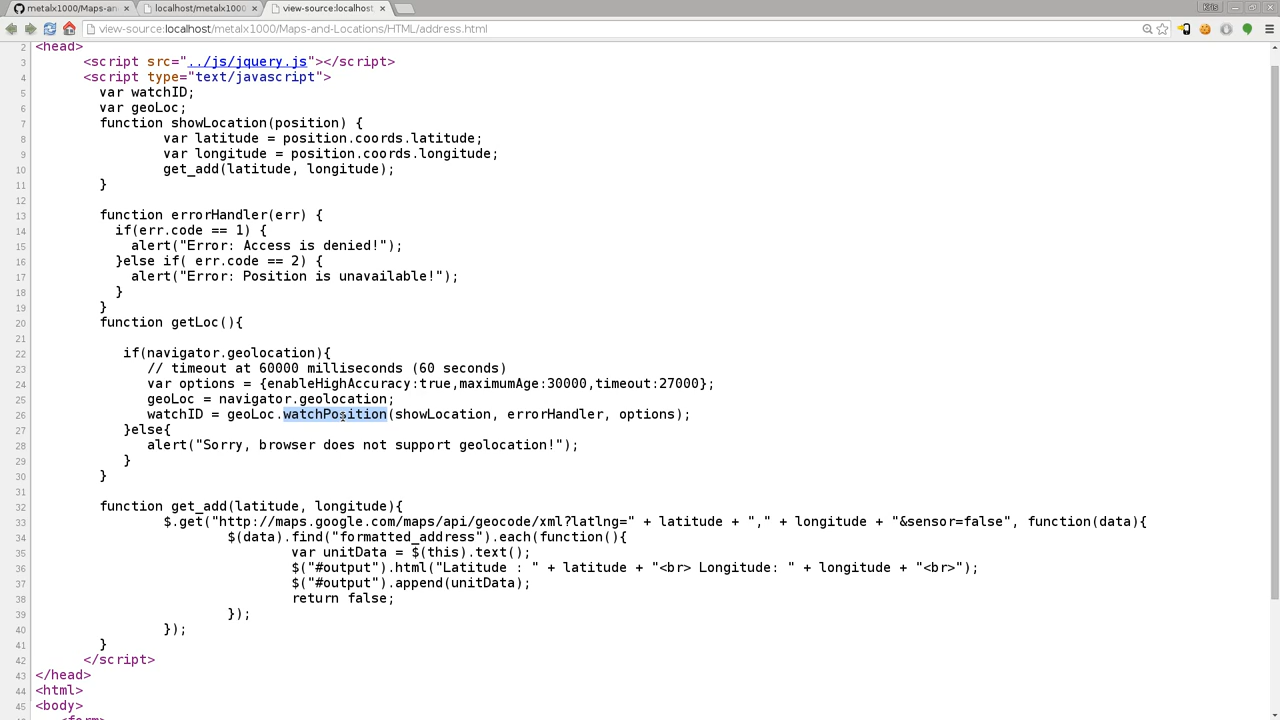 metalx1000/Maps-an
localhost/metalx1000/M
view-source:localhost/
Kris
view-source:localhost/metalx1000/Maps-and-Locations/HTML/address.html
2 <head>
3 <script src="../js/jquery.js"></script>
4 <script type="text/javascript">
5 var watchID;
6 var geoLoc;
7 function showLocation(position) {
8 var latitude = position.coords.latitude;
9 var longitude = position.coords.longitude;
10 get_add(latitude, longitude);
11 }
12
13 function errorHandler(err) {
14 if(err.code == 1) {
15 alert("Error: Access is denied!");
16 }else if( err.code == 2) {
17 alert("Error: Position is unavailable!");
18 }
19 }
20 function getLoc(){
21
22 if(navigator.geolocation){
23 // timeout at 60000 milliseconds (60 seconds)
24 var options = {enableHighAccuracy:true,maximumAge:30000,timeout:27000};
25 geoLoc = navigator.geolocation;
26 watchID = geoLoc.watchPosition(showLocation, errorHandler, options);
27 }else{
28 alert("Sorry, browser does not support geolocation!");
29 }
30 }
31
32 function get_add(latitude, longitude){
33 $.get("http://maps.google.com/maps/api/geocode/xml?latlng=" + latitude + "," + longitude + "&sensor=false", function(data){
34 $(data).find("formatted_address").each(function(){
35 var unitData = $(this).text();
36 $("#output").html("Latitude : " + latitude + "<br> Longitude: " + longitude + "<br>");
37 $("#output").append(unitData);
38 return false;
39 });
40 });
41 }
42 </script>
43 </head>
44 <html>
45 <body>
<form>